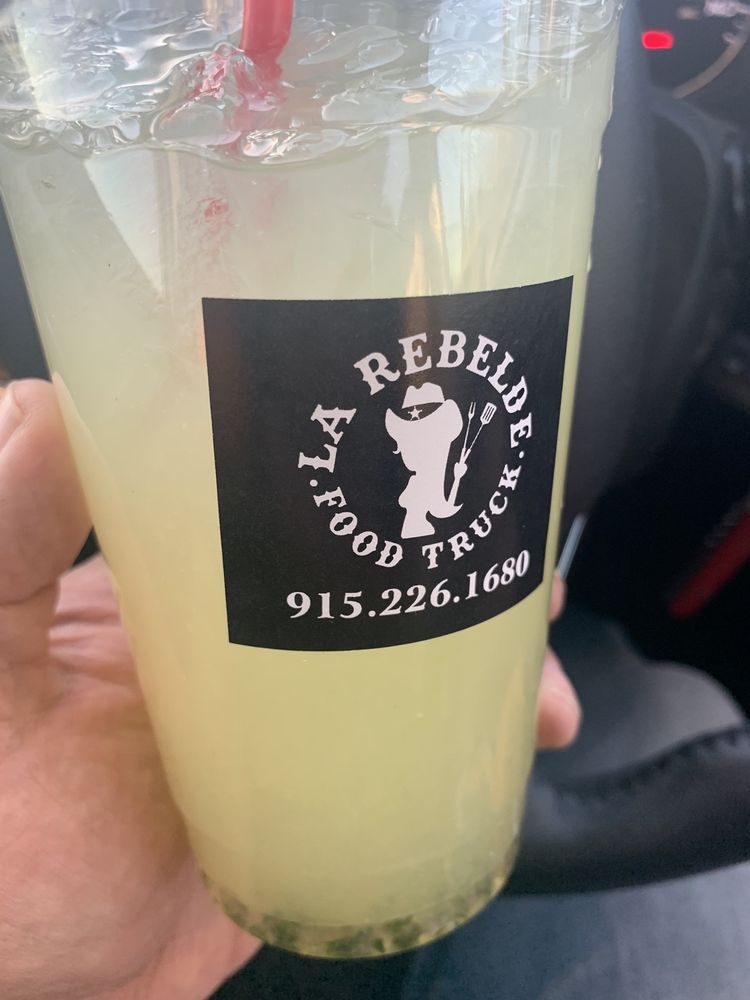 LA REBELDE
·FOOD TRUCK·
915.226.1680